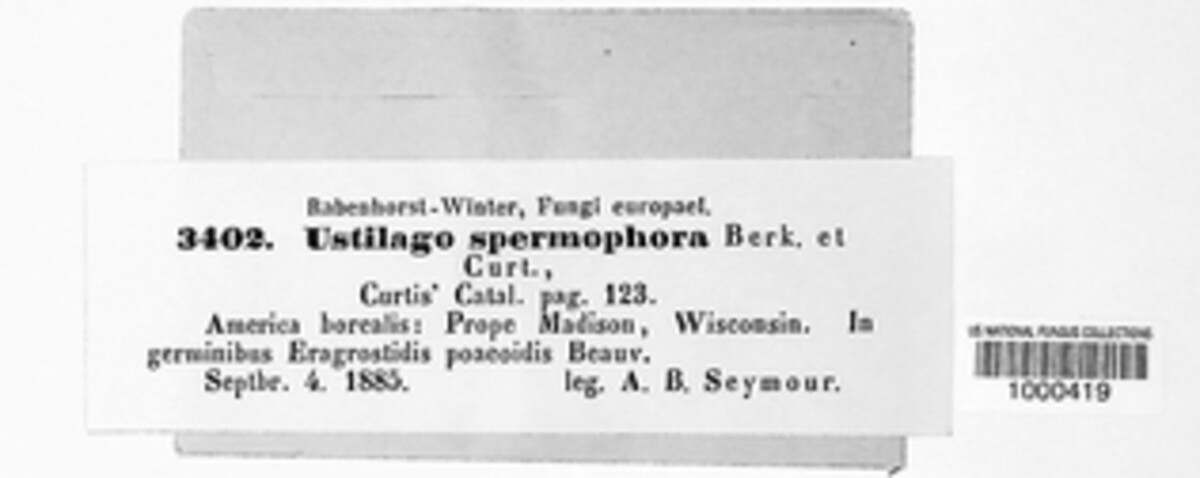 Rabenhorst-Winter, Fungi europaei.
3402. Ustilago spermophora Berk. et
Curt.,
Curtis' Catal. pag. 123.
America borealis: Prope Madison, Wisconsin. In
germinibus Eragrostidis poaeoidis Beauv.
Septbr. 4. 1885. leg. A. B. Seymour.
US NATIONAL FUNGUS COLLECTIONS
1000419